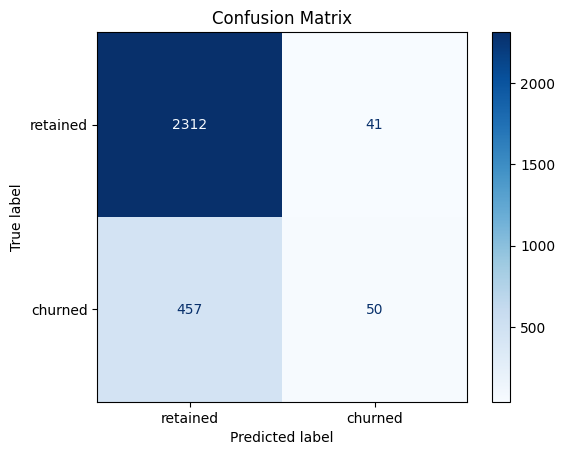 Confusion Matrix
retained
churned
True label
2312
41
457
50
retained
churned
Predicted label
2000
1500
1000
500